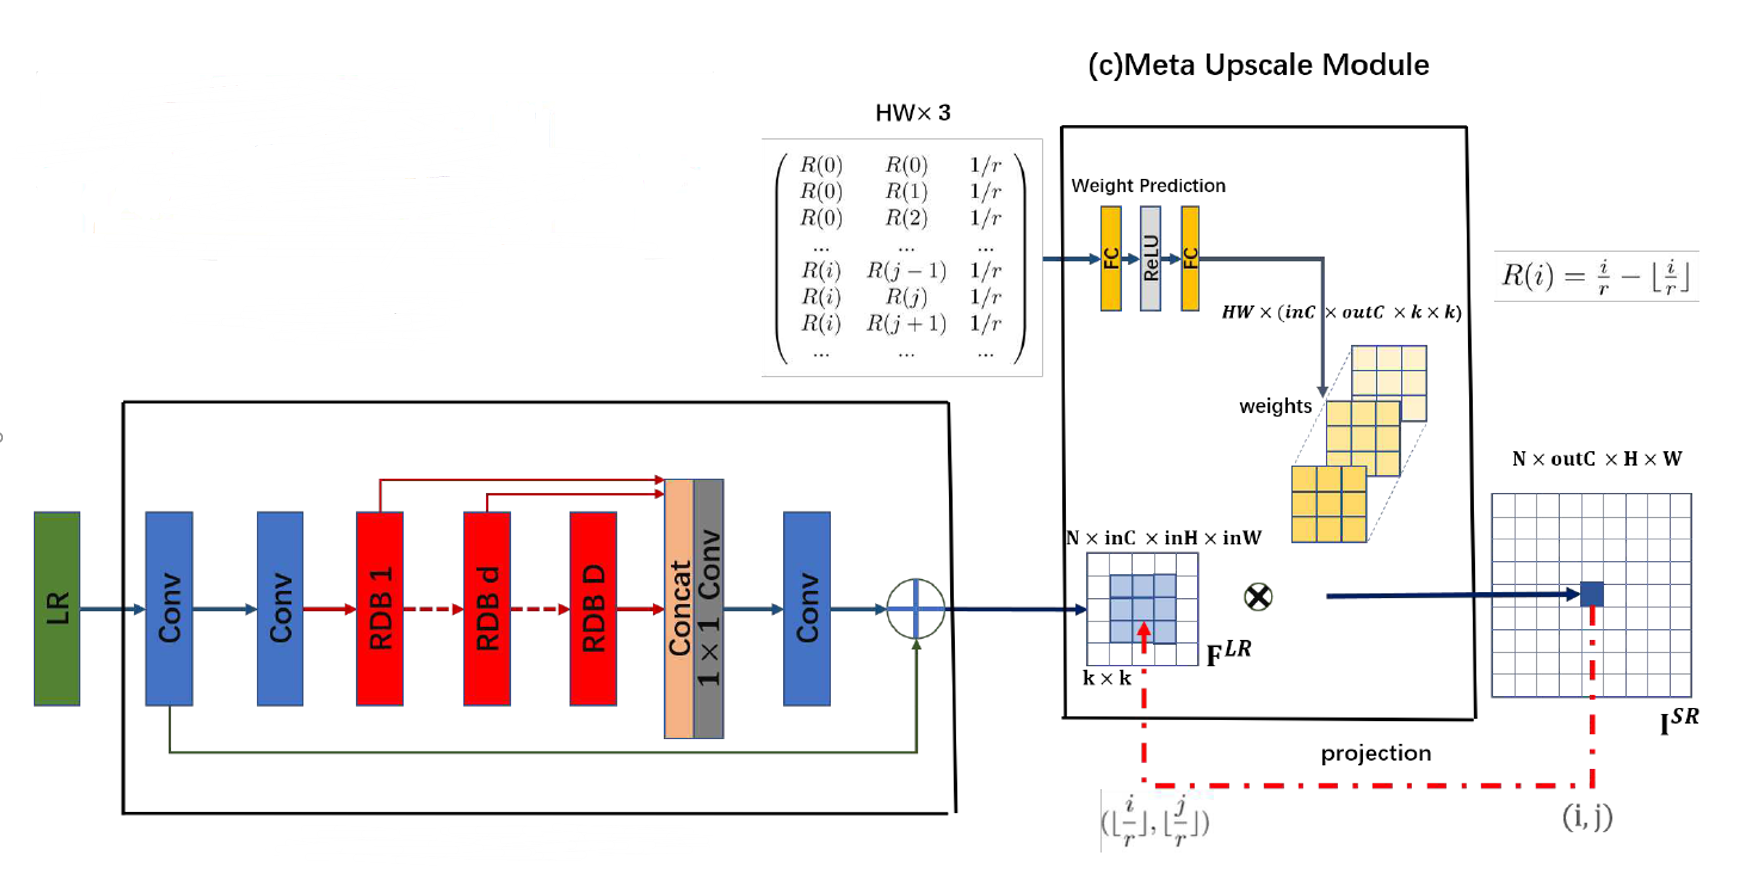 (c)Meta Upscale Module
HW× 3
R(0) R(0) 1/r
R(0) R(1) 1/r
R(0) R(2) 1/r
... ... ...
R(i) R(j − 1) 1/r
R(i) R(j) 1/r
R(i) R(j + 1) 1/r
... ... ...
Weight Prediction
FC
ReLU
FC
R(i) = i/r − ⌊i/r⌋
HW × (inC × outC × k × k)
weights
N × outC × H × W
N × inC × inH × inW
LR
Conv
Conv
RDB 1
RDB d
RDB D
Concat
1 × 1 Conv
Conv
F^LR
k × k
I^SR
projection
(⌊i/r⌋, ⌊j/r⌋)
(i, j)